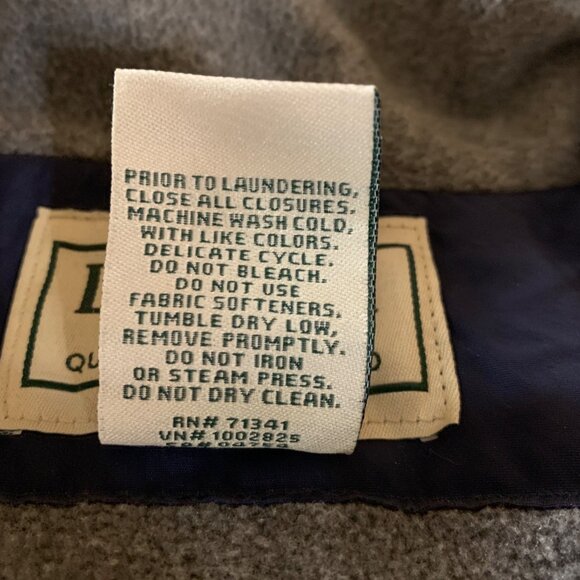 PRIOR TO LAUNDERING,
CLOSE ALL CLOSURES.
MACHINE WASH COLD,
WITH LIKE COLORS.
DELICATE CYCLE.
DO NOT BLEACH.
DO NOT USE
FABRIC SOFTENERS.
TUMBLE DRY LOW,
REMOVE PROMPTLY.
DO NOT IRON
OR STEAM PRESS.
DO NOT DRY CLEAN.
RN# 71341
VN# 1002825